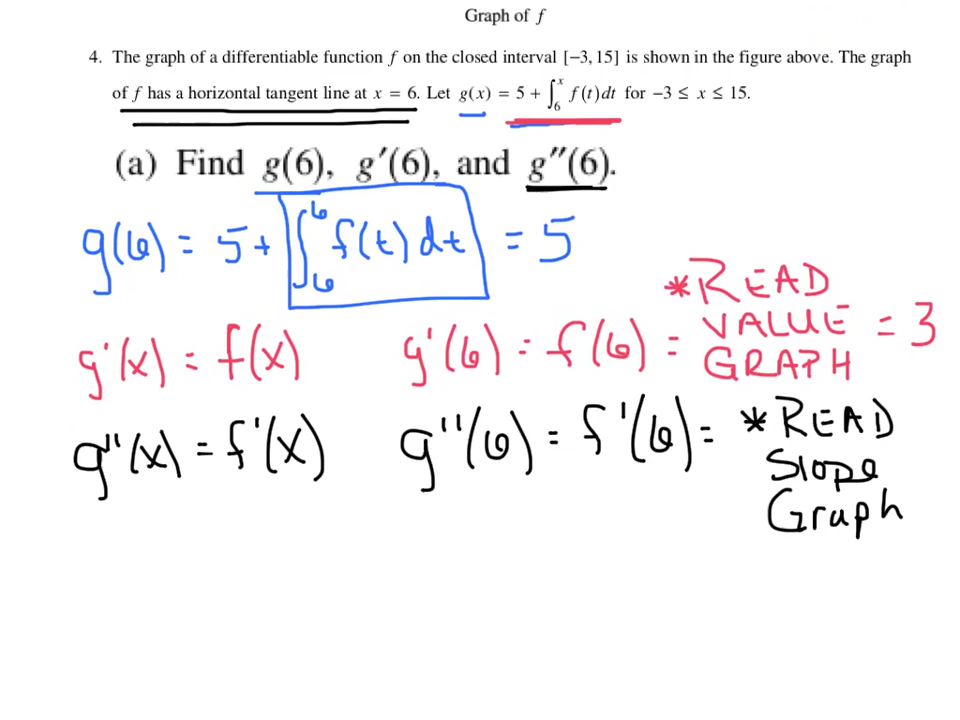 Graph of f
4. The graph of a differentiable function f on the closed interval [−3, 15] is shown in the figure above. The graph
of f has a horizontal tangent line at x = 6. Let g(x) = 5 + ∫₆ˣ f(t)dt for −3 ≤ x ≤ 15.
(a) Find g(6), g′(6), and g″(6).
g(6) = 5 + ∫₆⁶ f(t) dt = 5
g'(x) = f(x) g'(6) = f(6) = *READ VALUE GRAPH = 3
g"(x) = f'(x) g"(6) = f'(6) = *READ Slope Graph